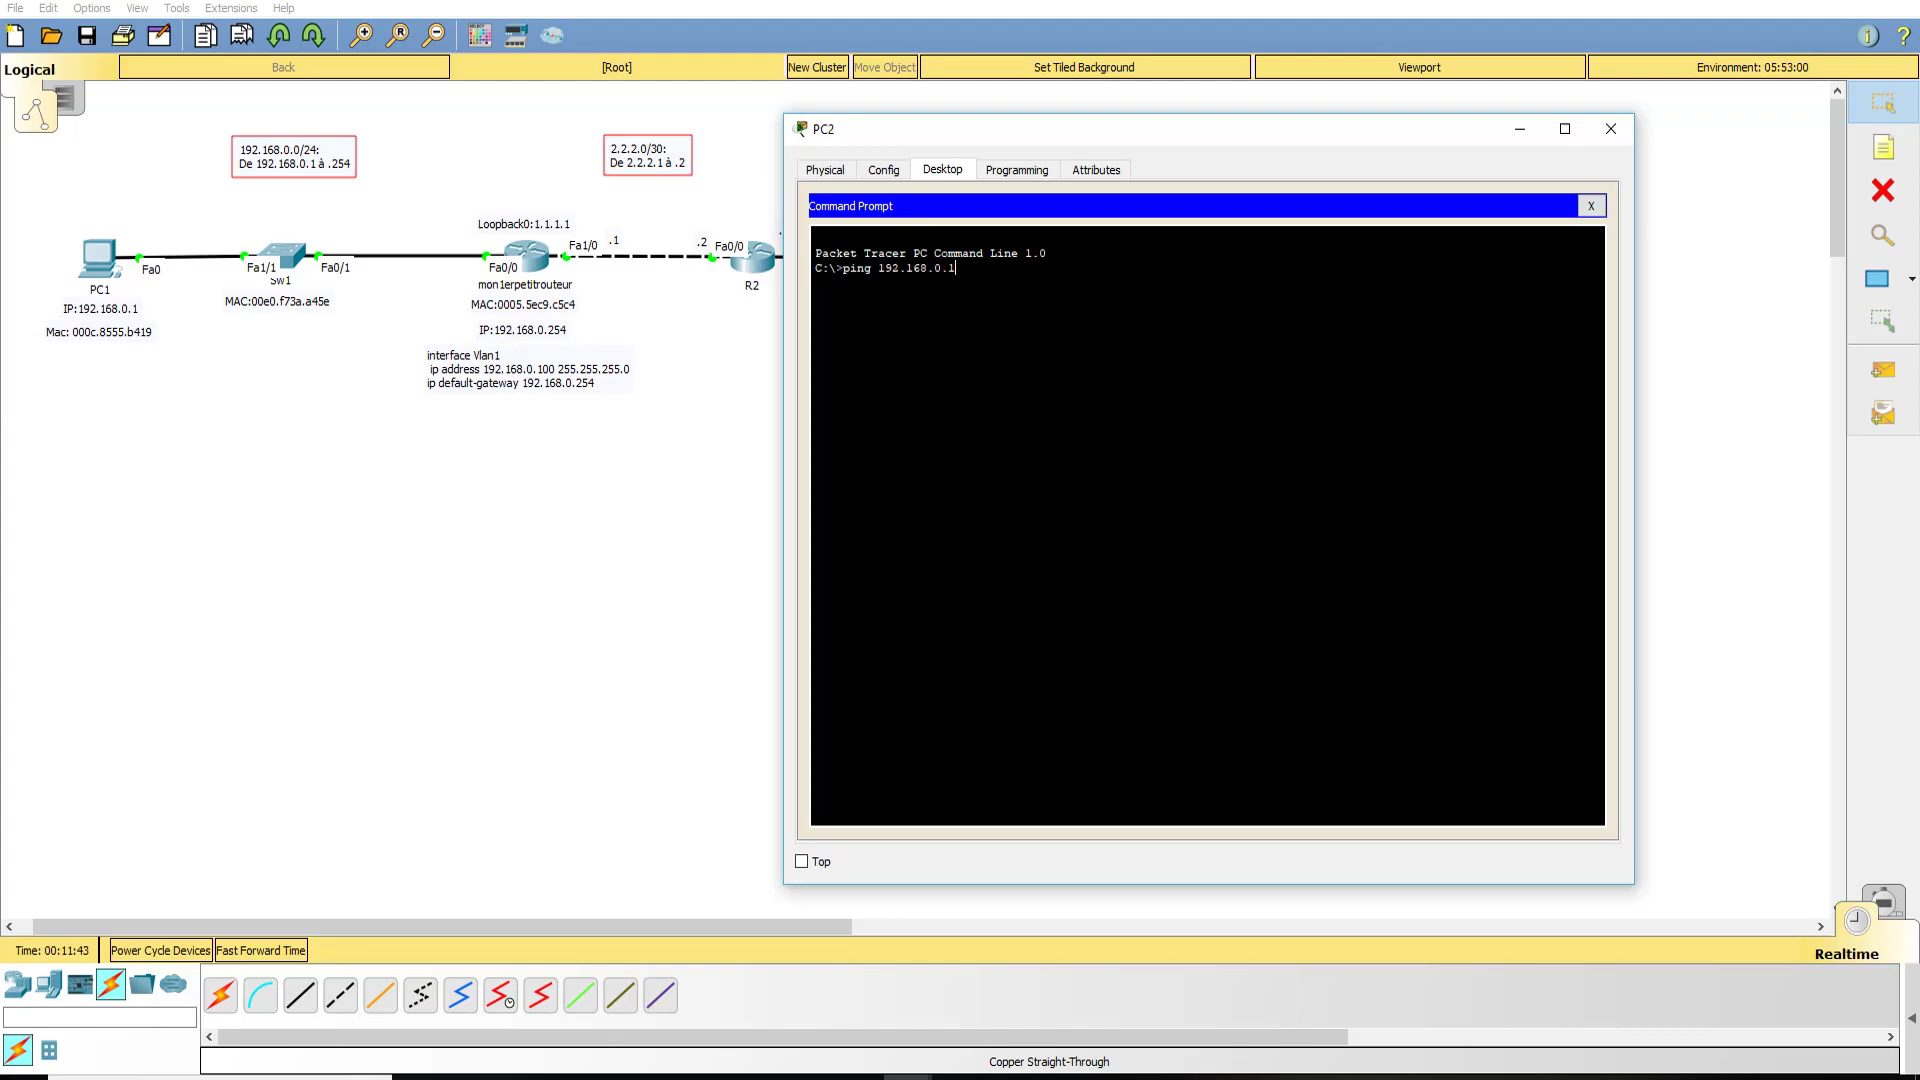 File Edit Options View Tools Extensions Help
Logical
Back
[Root]
New Cluster
Move Object
Set Tiled Background
Viewport
Environment: 05:53:00
192.168.0.0/24:
De 192.168.0.1 à .254
2.2.2.0/30:
De 2.2.2.1 à .2
Fa0
PC1
IP:192.168.0.1
Mac: 000c.8555.b419
Fa1/1
Fa0/1
Sw1
MAC:00e0.f73a.a45e
Loopback0:1.1.1.1
Fa1/0
.1
Fa0/0
mon1erpetitrouteur
MAC:0005.5ec9.c5c4
IP:192.168.0.254
interface Vlan1
ip address 192.168.0.100 255.255.255.0
ip default-gateway 192.168.0.254
.2
Fa0/0
R2
PC2
Physical
Config
Desktop
Programming
Attributes
Command Prompt
X
Packet Tracer PC Command Line 1.0
C:\>ping 192.168.0.1
Top
Time: 00:11:43
Power Cycle Devices
Fast Forward Time
Realtime
Copper Straight-Through